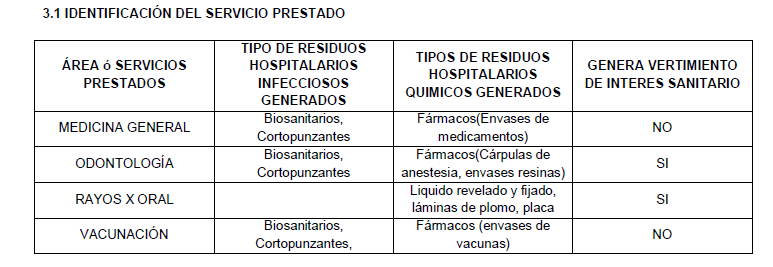 3.1 IDENTIFICACIÓN DEL SERVICIO PRESTADO
ÁREA ó SERVICIOS
PRESTADOS
TIPO DE RESIDUOS
HOSPITALARIOS
INFECCIOSOS
GENERADOS
TIPOS DE RESIDUOS
HOSPITALARIOS
QUIMICOS GENERADOS
GENERA VERTIMIENTO
DE INTERES SANITARIO
MEDICINA GENERAL
Biosanitarios,
Cortopunzantes
Fármacos(Envases de
medicamentos)
NO
ODONTOLOGÍA
Biosanitarios,
Cortopunzantes
Fármacos(Cárpulas de
anestesia, envases resinas)
SI
RAYOS X ORAL
Liquido revelado y fijado,
láminas de plomo, placa
SI
VACUNACIÓN
Biosanitarios,
Cortopunzantes,
Fármacos (envases de
vacunas)
NO